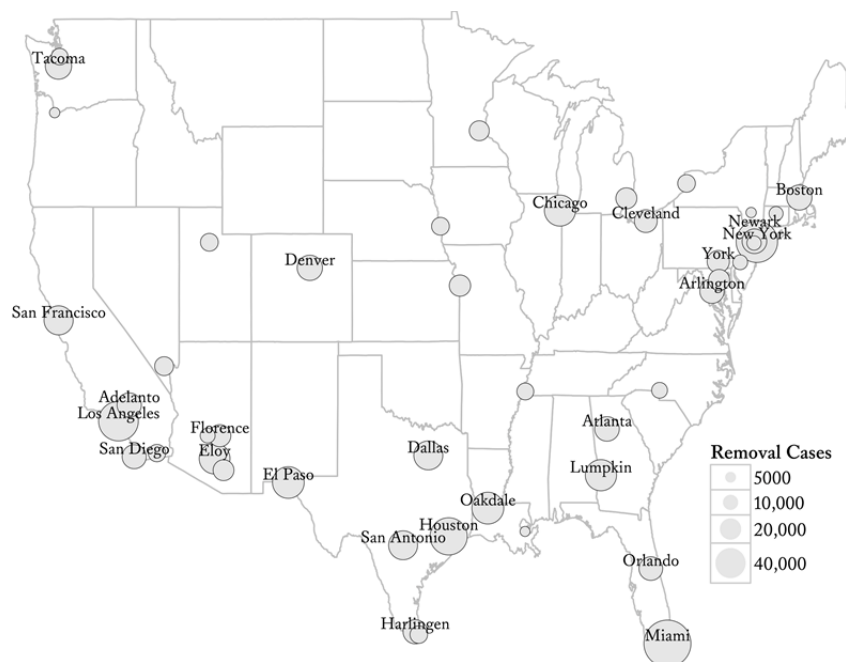 Tacoma
Boston
Chicago
Cleveland
Newark
New York
York
Denver
Arlington
San Francisco
Adelanto
Los Angeles
Florence
Atlanta
San Diego
Eloy
Dallas
El Paso
Lumpkin
Oakdale
Houston
San Antonio
Orlando
Harlingen
Miami
Removal Cases
5000
10,000
20,000
40,000